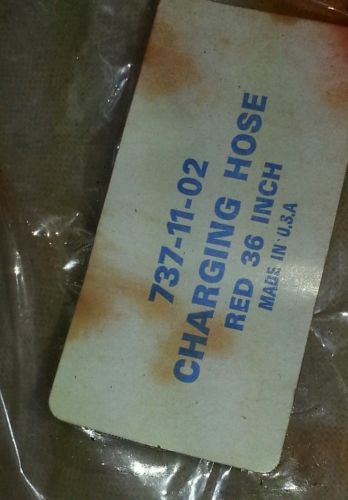 737-11-02
CHARGING HOSE
RED 36 INCH
MADE IN U.S.A